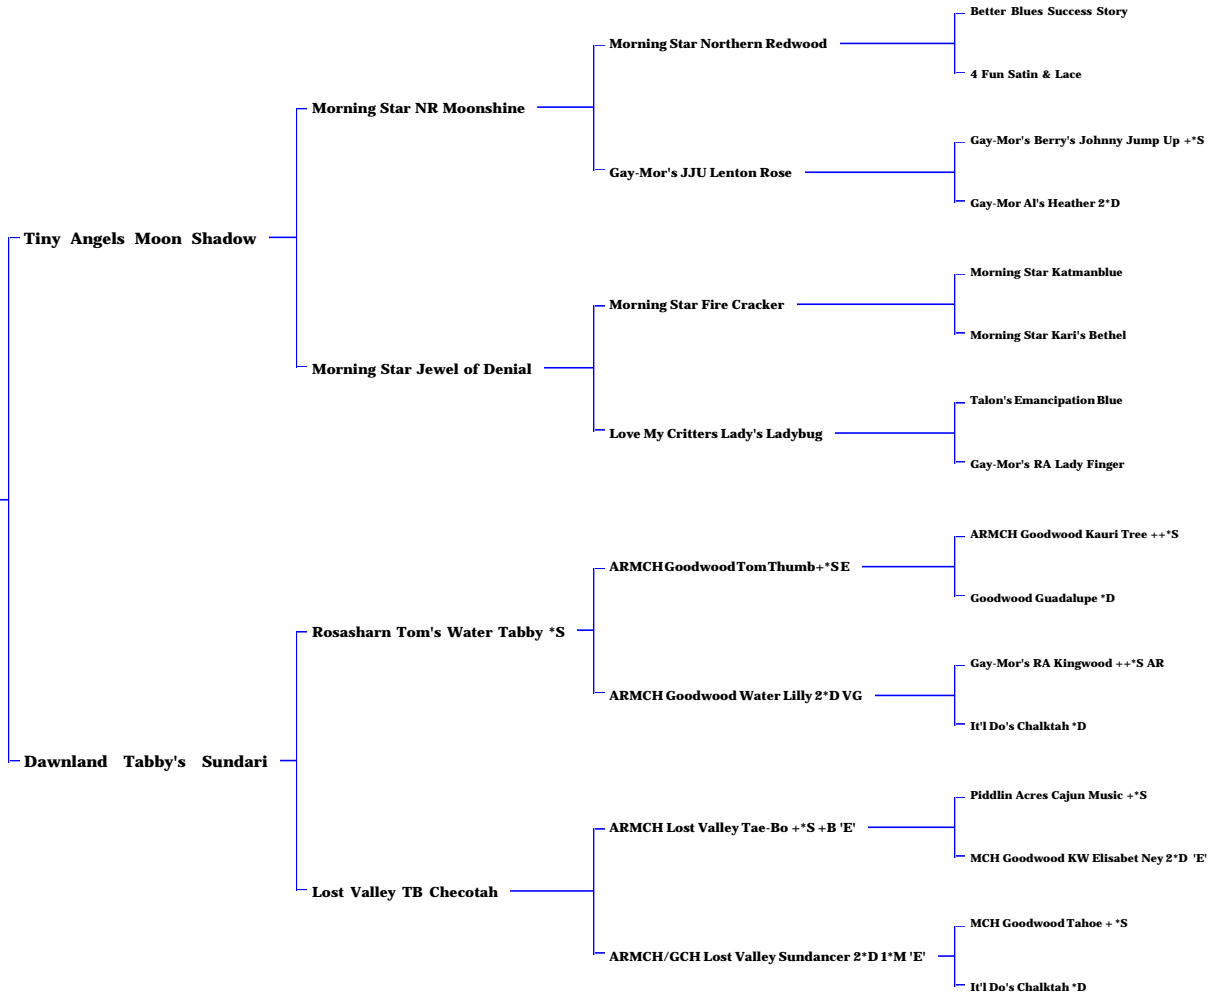 Better Blues Success Story
Morning Star Northern Redwood
4 Fun Satin & Lace
Morning Star NR Moonshine
Gay-Mor's Berry's Johnny Jump Up +*S
Gay-Mor's JJU Lenton Rose
Gay-Mor Al's Heather 2*D
Tiny Angels Moon Shadow
Morning Star Katmanblue
Morning Star Fire Cracker
Morning Star Kari's Bethel
Morning Star Jewel of Denial
Talon's Emancipation Blue
Love My Critters Lady's Ladybug
Gay-Mor's RA Lady Finger
ARMCH Goodwood Kauri Tree ++*S
ARMCH Goodwood Tom Thumb +*S E
Goodwood Guadalupe *D
Rosasharn Tom's Water Tabby *S
Gay-Mor's RA Kingwood ++*S AR
ARMCH Goodwood Water Lilly 2*D VG
It'l Do's Chalktah *D
Dawnland Tabby's Sundari
Piddlin Acres Cajun Music +*S
ARMCH Lost Valley Tae-Bo +*S +B 'E'
MCH Goodwood KW Elisabet Ney 2*D 'E'
Lost Valley TB Checotah
MCH Goodwood Tahoe + *S
ARMCH/GCH Lost Valley Sundancer 2*D 1*M 'E'
It'l Do's Chalktah *D